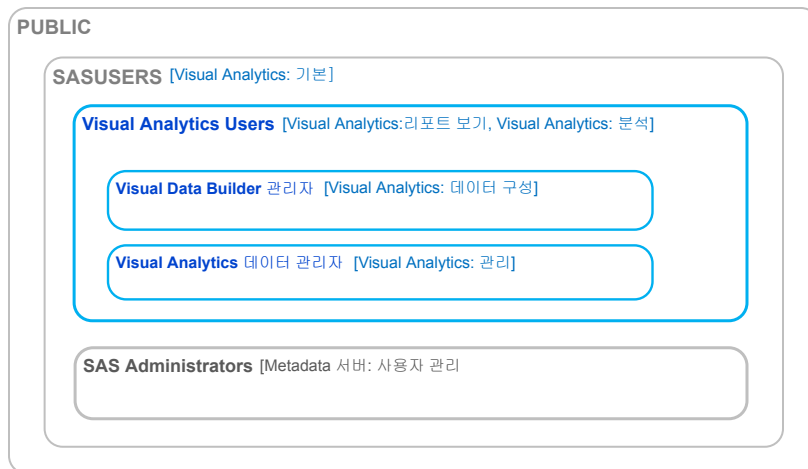 PUBLIC
SASUSERS [Visual Analytics: 기본]
Visual Analytics Users [Visual Analytics:리포트 보기, Visual Analytics: 분석]
Visual Data Builder 관리자 [Visual Analytics: 데이터 구성]
Visual Analytics 데이터 관리자 [Visual Analytics: 관리]
SAS Administrators [Metadata 서버: 사용자 관리